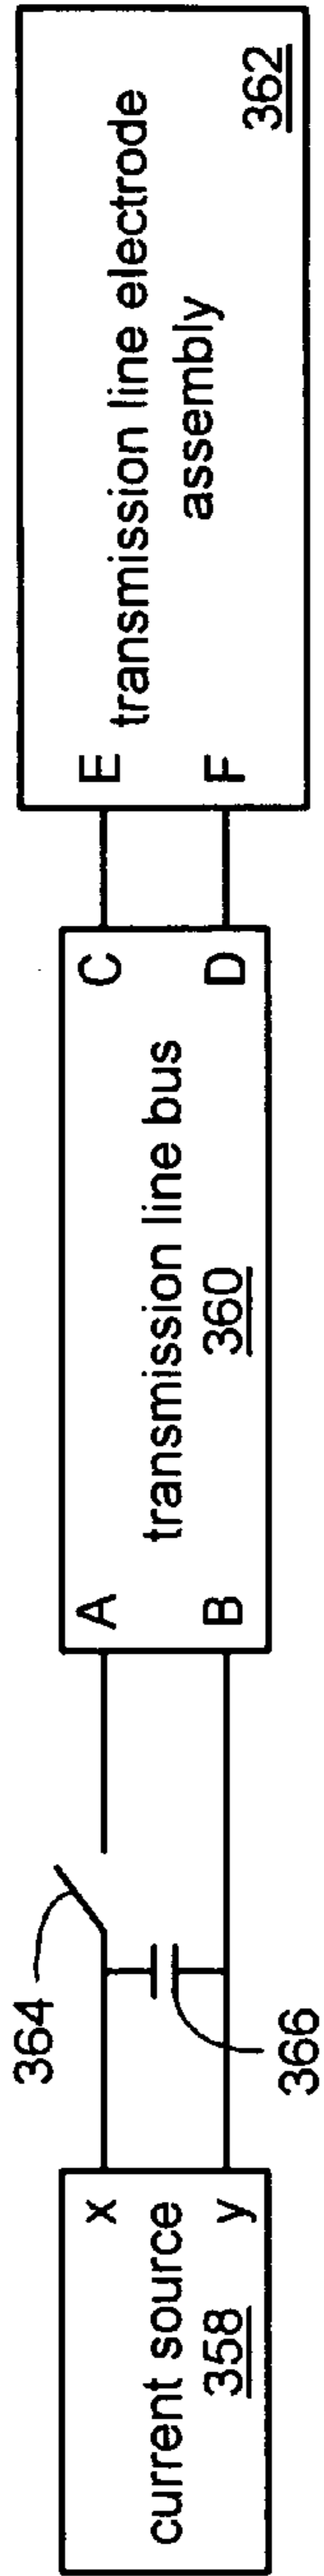 current source
358
x
y
364
366
A
B
transmission line bus
360
C
D
E
F
transmission line electrode
assembly
362